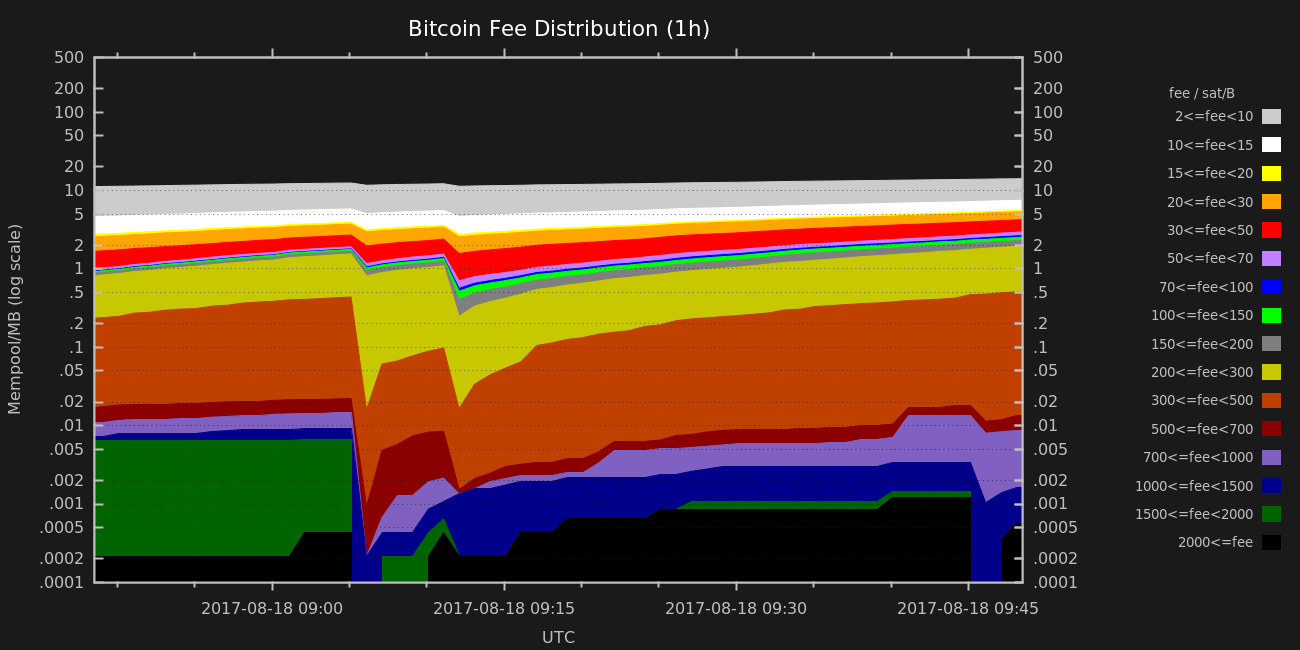 Bitcoin Fee Distribution (1h)
Mempool/MB (log scale)
500
200
100
50
20
10
5
2
1
.5
.2
.1
.05
.02
.01
.005
.002
.001
.0005
.0002
.0001
500
200
100
50
20
10
5
2
1
.5
.2
.1
.05
.02
.01
.005
.002
.001
.0005
.0002
.0001
2017-08-18 09:00
2017-08-18 09:15
2017-08-18 09:30
2017-08-18 09:45
UTC
fee / sat/B
2<=fee<10
10<=fee<15
15<=fee<20
20<=fee<30
30<=fee<50
50<=fee<70
70<=fee<100
100<=fee<150
150<=fee<200
200<=fee<300
300<=fee<500
500<=fee<700
700<=fee<1000
1000<=fee<1500
1500<=fee<2000
2000<=fee